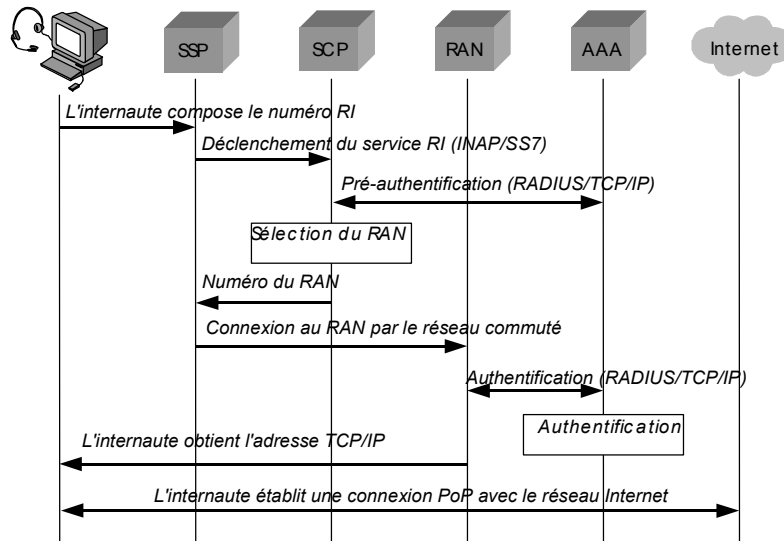 SSP SCP RAN AAA Internet
L'internaute compose le numéro RI
Déclenchement du service RI (INAP/SS7)
Pré-authentification (RADIUS/TCP/IP)
Sélection du RAN
Numéro du RAN
Connexion au RAN par le réseau commuté
Authentification (RADIUS/TCP/IP)
Authentification
L'internaute obtient l'adresse TCP/IP
L'internaute établit une connexion PoP avec le réseau Internet